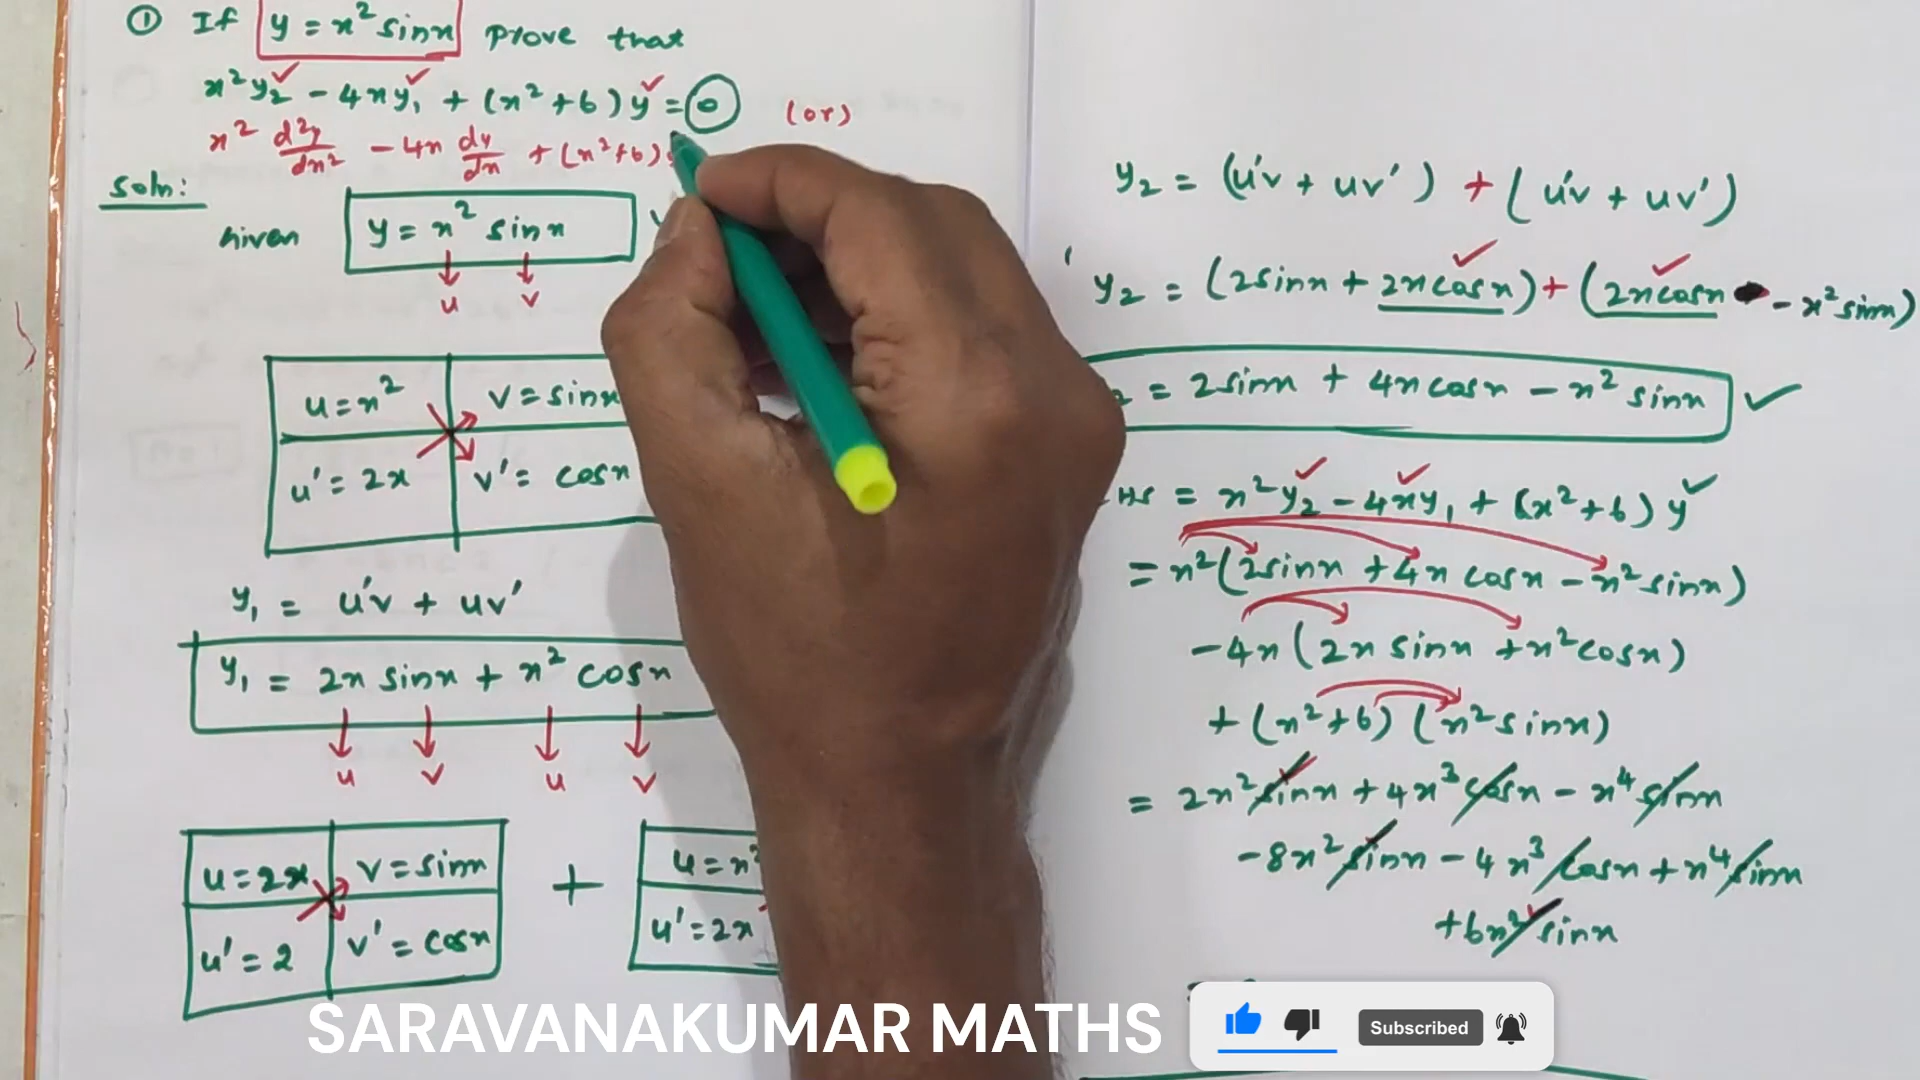 ① If y = x² sinx prove that
x²y₂ - 4xy₁ + (x²+6)y = 0 (or)
x² d²y/dx² - 4x dy/dx + (x²+6)
Soln:
Given y = x² sinx
u v
u = x² v = sinx
u' = 2x v' = cosx
y₁ = u'v + uv'
y₁ = 2x sinx + x² cosx
u v u v
u = 2x v = sinx + u = x²
u' = 2 v' = cosx u' = 2x
y₂ = (u'v + uv') + (u'v + uv')
y₂ = (2sinx + 2xcosx) + (2xcosx - x²sinx)
= 2sinx + 4xcosx - x² sinx
= x²y₂ - 4xy₁ + (x²+6)y
= x²(2sinx + 4x cosx - x²sinx)
-4x(2x sinx + x²cosx)
+(x²+6)(x²sinx)
= 2x²sinx + 4x³cosx - x⁴sinx
-8x²sinx - 4x³cosx + x⁴sinx
+6x²sinx
=
SARAVANAKUMAR MATHS
Subscribed